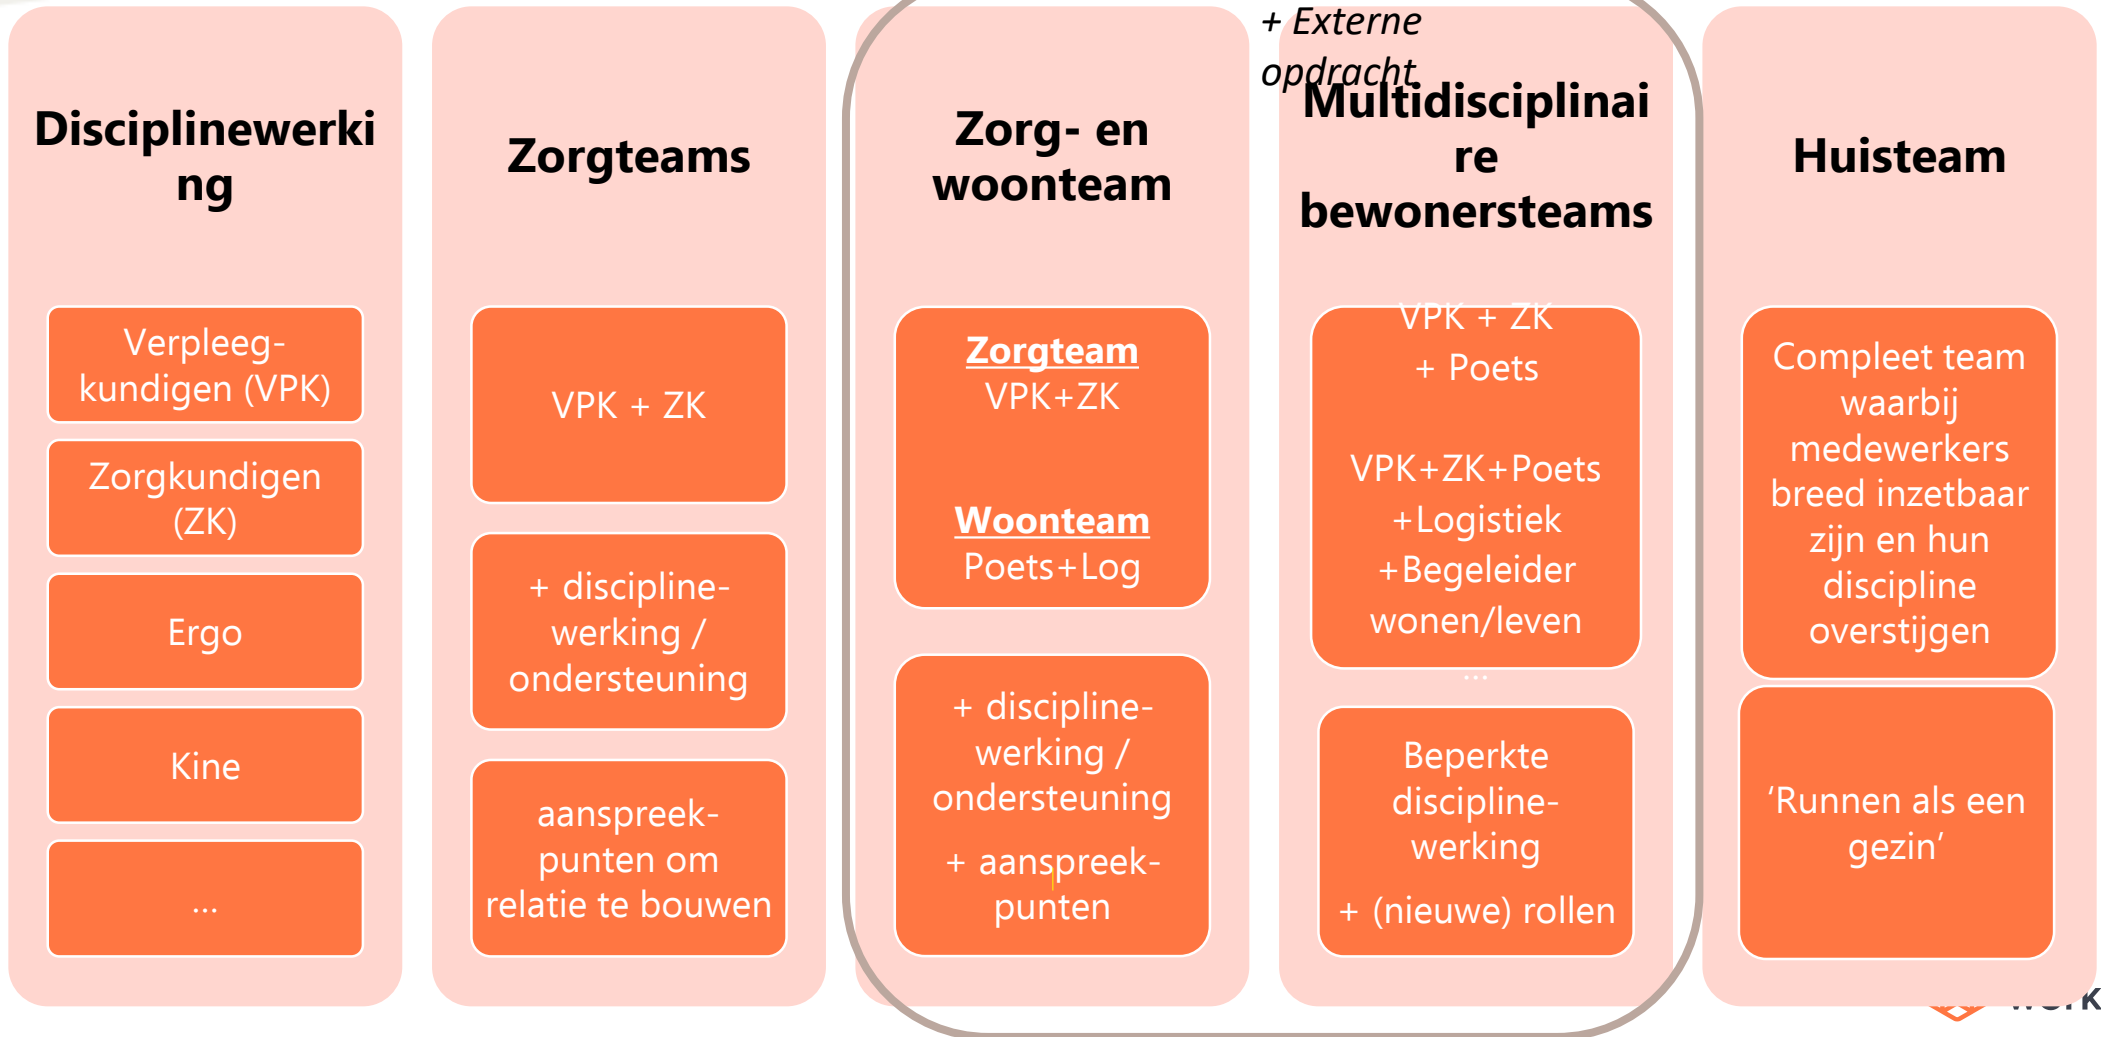 Disciplinewerki
ng
Verpleeg-
kundigen (VPK)
Zorgkundigen
(ZK)
Ergo
Kine
...
Zorgteams
VPK + ZK
+ discipline-
werking /
ondersteuning
aanspreek-
punten om
relatie te bouwen
Zorg- en
woonteam
Zorgteam
VPK+ZK
Woonteam
Poets+Log
+ discipline-
werking /
ondersteuning
+ aanspreek-
punten
+ Externe
opdracht
Multidisciplinai
re
bewonersteams
VPK + ZK
+ Poets
VPK+ZK+Poets
+Logistiek
+Begeleider
wonen/leven
...
Beperkte
discipline-
werking
+ (nieuwe) rollen
Huisteam
Compleet team
waarbij
medewerkers
breed inzetbaar
zijn en hun
discipline
overstijgen
‘Runnen als een
gezin’